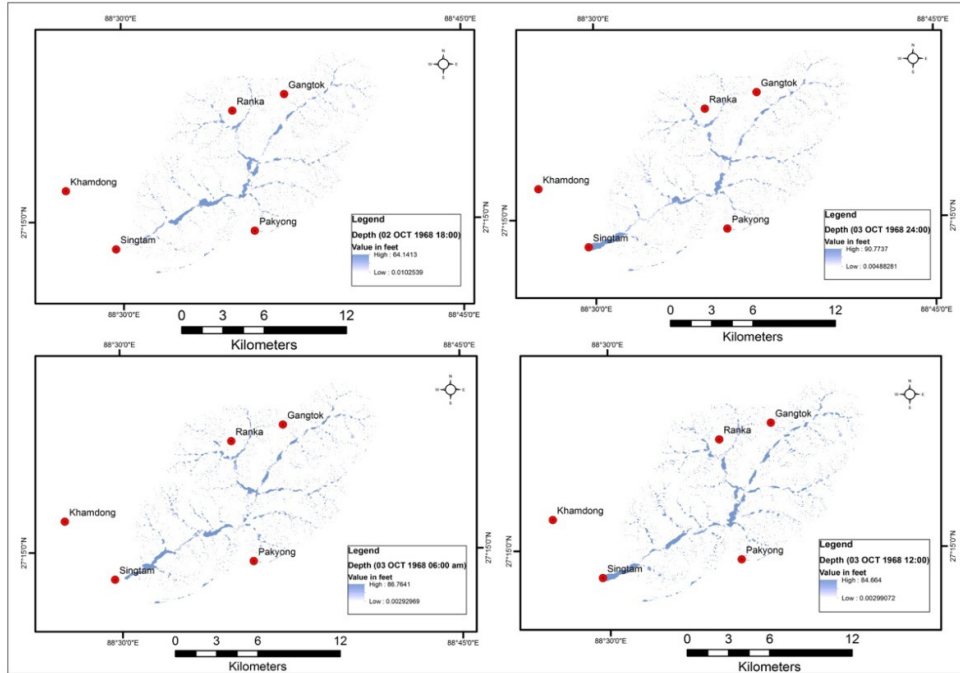 88°30'0"E 88°45'0"E
N
W E
S
Gangtok
Ranka
Khamdong
27°15'0"N
27°15'0"N
Pakyong
Singtam
Legend
Depth (02 OCT 1968 18:00)
Value in feet
High : 64.1413
Low : 0.0102539
88°30'0"E 88°45'0"E
0 3 6 12
Kilometers
88°30'0"E 88°45'0"E
N
W E
S
Gangtok
Ranka
Khamdong
27°15'0"N
27°15'0"N
Pakyong
Singtam
Legend
Depth (03 OCT 1968 24:00)
Value in feet
High : 90.7737
Low : 0.00488281
88°30'0"E 88°45'0"E
0 3 6 12
Kilometers
88°30'0"E 88°45'0"E
N
W E
S
Gangtok
Ranka
Khamdong
27°15'0"N
27°15'0"N
Pakyong
Singtam
Legend
Depth (03 OCT 1968 06:00 am)
Value in feet
High : 86.7641
Low : 0.00292969
88°30'0"E 88°45'0"E
0 3 6 12
Kilometers
88°30'0"E
N
W E
S
Gangtok
Ranka
Khamdong
27°15'0"N
27°15'0"N
Pakyong
Singtam
Legend
Depth (03 OCT 1968 12:00)
Value in feet
High : 84.664
Low : 0.00299072
88°30'0"E
0 3 6 12
Kilometers